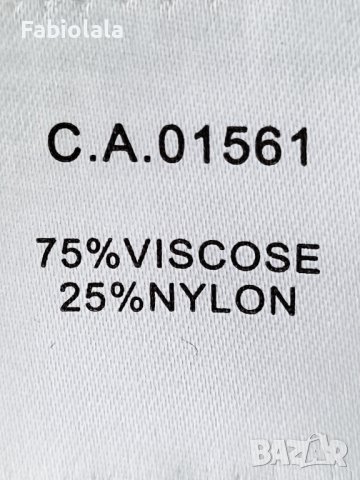 Fabiolala
C.A.01561
75%VISCOSE
25%NYLON
BAZAR